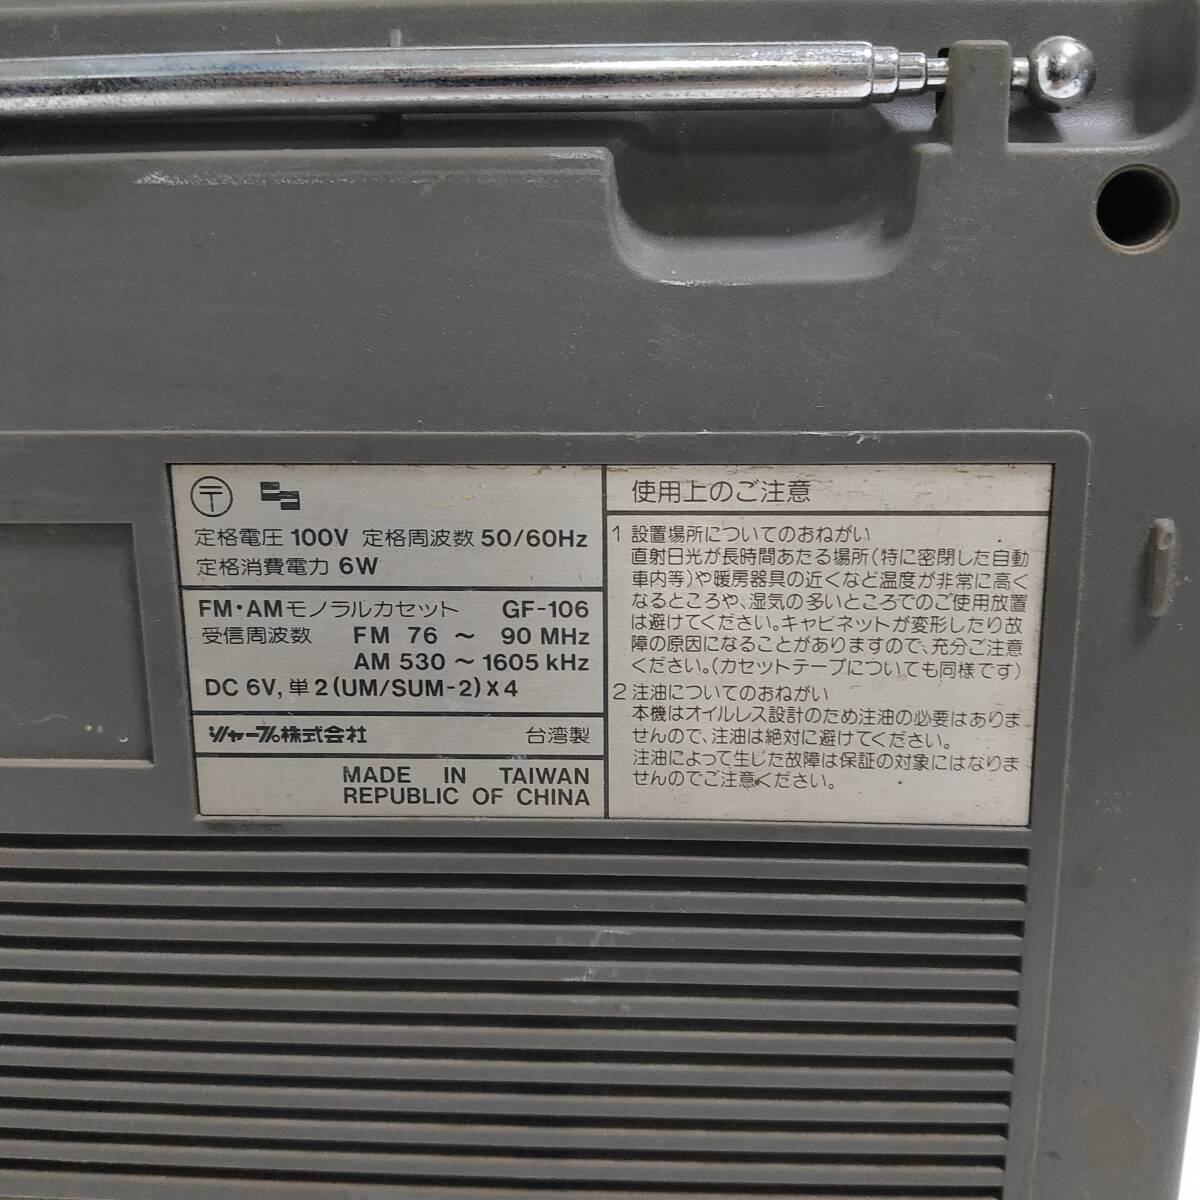 〒
定格電圧 100V 定格周波数 50/60Hz
定格消費電力 6W
FM・AMモノラルカセット GF-106
受信周波数 FM 76 〜 90 MHz
AM 530 〜 1605 kHz
DC 6V, 単2(UM/SUM-2)×4
シャープ株式会社 台湾製
MADE IN TAIWAN
REPUBLIC OF CHINA
使用上のご注意
1 設置場所についてのおねがい
直射日光が長時間あたる場所(特に密閉した自動
車内等)や暖房器具の近くなど温度が非常に高く
なるところや、湿気の多いところでのご使用放置
は避けてください。キャビネットが変形したり故
障の原因になることがありますので、充分ご注意
ください。(カセットテープについても同様です)
2 注油についてのおねがい
本機はオイルレス設計のため注油の必要はありま
せんので、注油は絶対に避けてください。
注油によって生じた故障は保証の対象にはなりま
せんのでご注意ください。